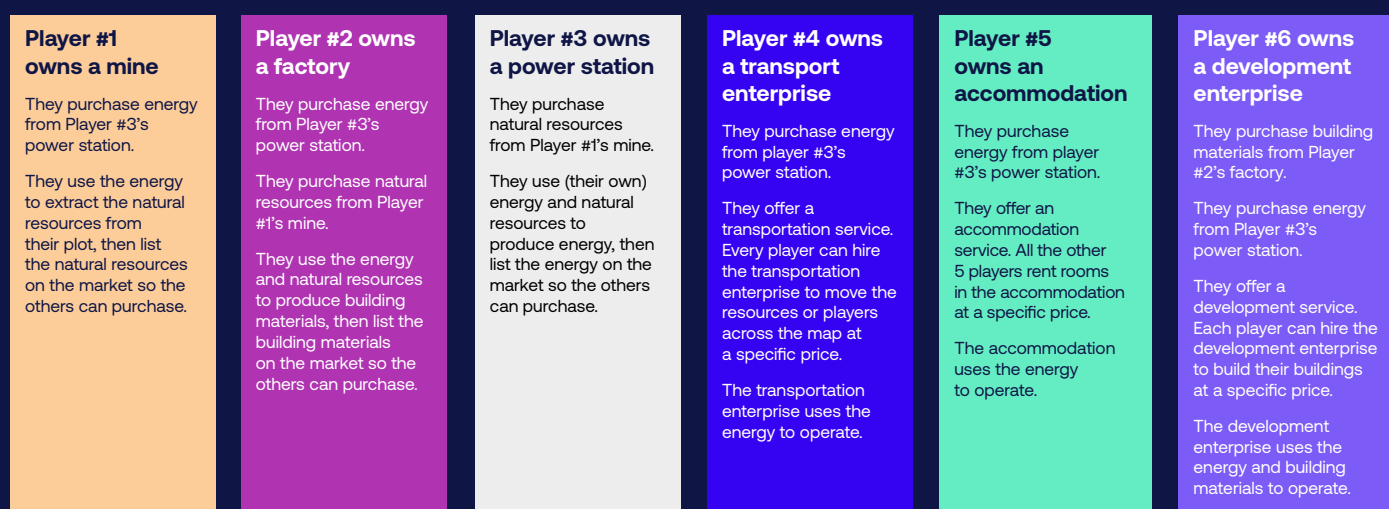 Player #1
owns a mine
They purchase energy
from Player #3's
power station.
They use the energy
to extract the natural
resources from
their plot, then list
the natural resources
on the market so the
others can purchase.
Player #2 owns
a factory
They purchase energy
from Player #3's
power station.
They purchase natural
resources from Player
#1's mine.
They use the energy
and natural resources
to produce building
materials, then list the
building materials
on the market so the
others can purchase.
Player #3 owns
a power station
They purchase
natural resources
from Player #1's mine.
They use (their own)
energy and natural
resources to
produce energy, then
list the energy on the
market so the others
can purchase.
Player #4 owns
a transport
enterprise
They purchase energy
from player #3's
power station.
They offer a
transportation service.
Every player can hire
the transportation
enterprise to move the
resources or players
across the map at
a specific price.
The transportation
enterprise uses the
energy to operate.
Player #5
owns an
accommodation
They purchase
energy from player
#3's power station.
They offer an
accommodation
service. All the other
5 players rent rooms
in the accommodation
at a specific price.
The accommodation
uses the energy
to operate.
Player #6 owns
a development
enterprise
They purchase building
materials from Player
#2's factory.
They purchase energy
from Player #3's
power station.
They offer a
development service.
Each player can hire the
development enterprise
to build their buildings
at a specific price.
The development
enterprise uses the
energy and building
materials to operate.